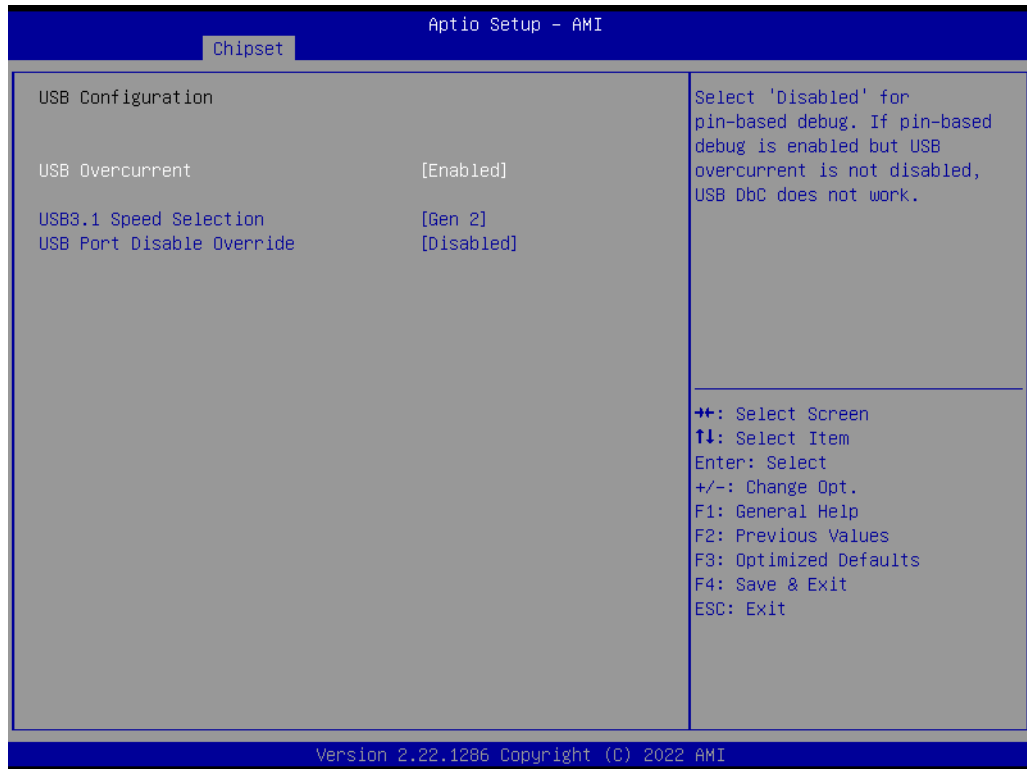 Aptio Setup – AMI
Chipset
USB Configuration
USB Overcurrent [Enabled]
USB3.1 Speed Selection [Gen 2]
USB Port Disable Override [Disabled]
Select 'Disabled' for
pin-based debug. If pin-based
debug is enabled but USB
overcurrent is not disabled,
USB DbC does not work.
→←: Select Screen
↑↓: Select Item
Enter: Select
+/-: Change Opt.
F1: General Help
F2: Previous Values
F3: Optimized Defaults
F4: Save & Exit
ESC: Exit
Version 2.22.1286 Copyright (C) 2022 AMI